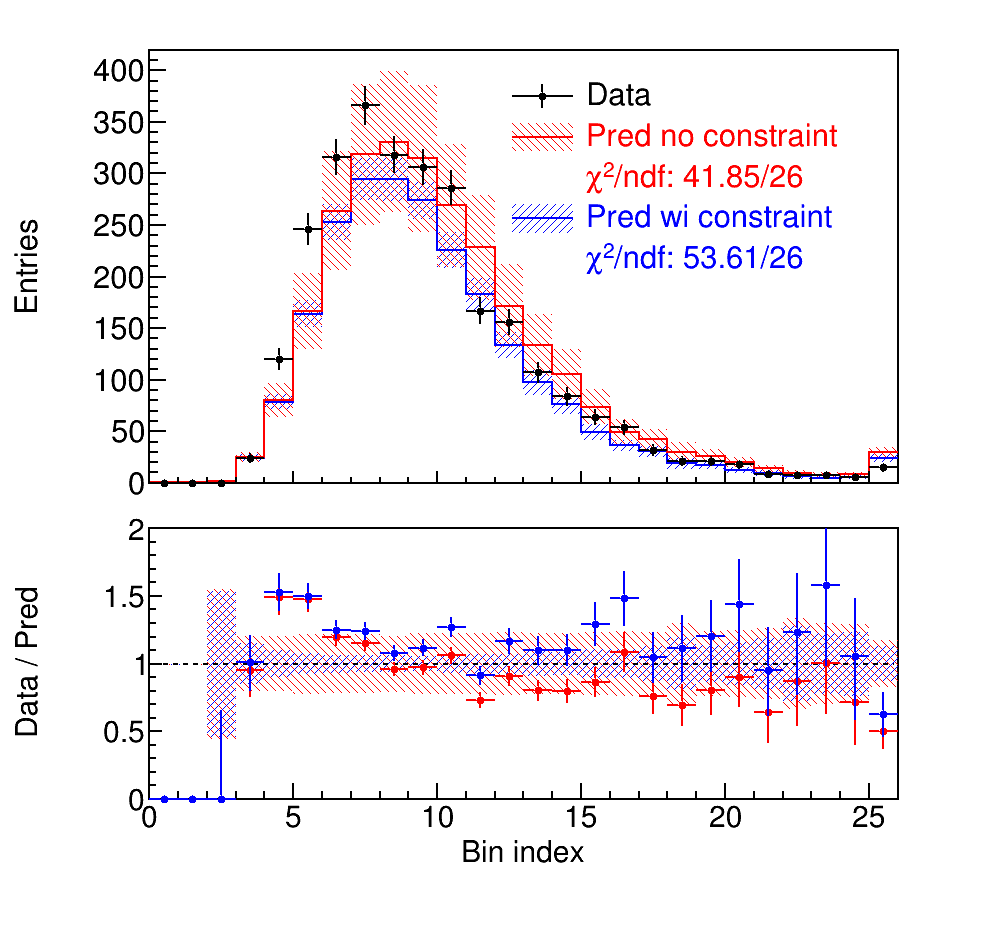 Entries
400
350
300
250
200
150
100
50
0
Data
Pred no constraint
χ²/ndf: 41.85/26
Pred wi constraint
χ²/ndf: 53.61/26
Data / Pred
2
1.5
1
0.5
0
0 5 10 15 20 25
Bin index